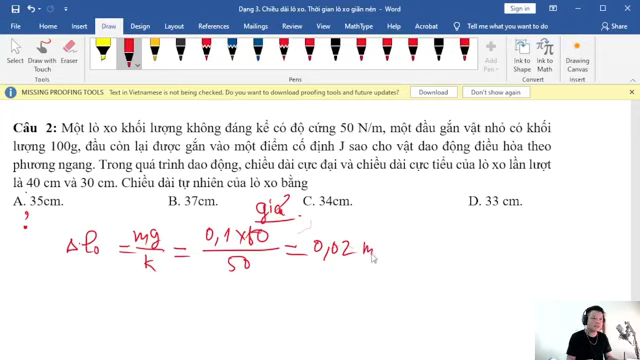 Dạng 3. Chiều dài lò xo. Thời gian lò xo giãn nén - Word
Sign in
File Home Insert Draw Design Layout References Mailings Review View MathType Acrobat Tell me what you want to do Share
Select
Draw with Touch
Eraser
Add Pen
Ink to Shape
Ink to Math
Tools Pens Convert
MISSING PROOFING TOOLS Text in Vietnamese is not being checked. Do you want to download proofing tools and future updates? Download Don't Show Again
Câu 2: Một lò xo khối lượng không đáng kể có độ cứng 50 N/m, một đầu gắn vật nhỏ có khối
lượng 100g, đầu còn lại được gắn vào một điểm cố định J sao cho vật dao động điều hòa theo
phương ngang. Trong quá trình dao động, chiều dài cực đại và chiều dài cực tiểu của lò xo lần lượt
là 40 cm và 30 cm. Chiều dài tự nhiên của lò xo bằng
A. 35cm. B. 37cm. C. 34cm. D. 33 cm.
?
Δl₀ = mg/k = 0,1×10/50 = 0,02 m